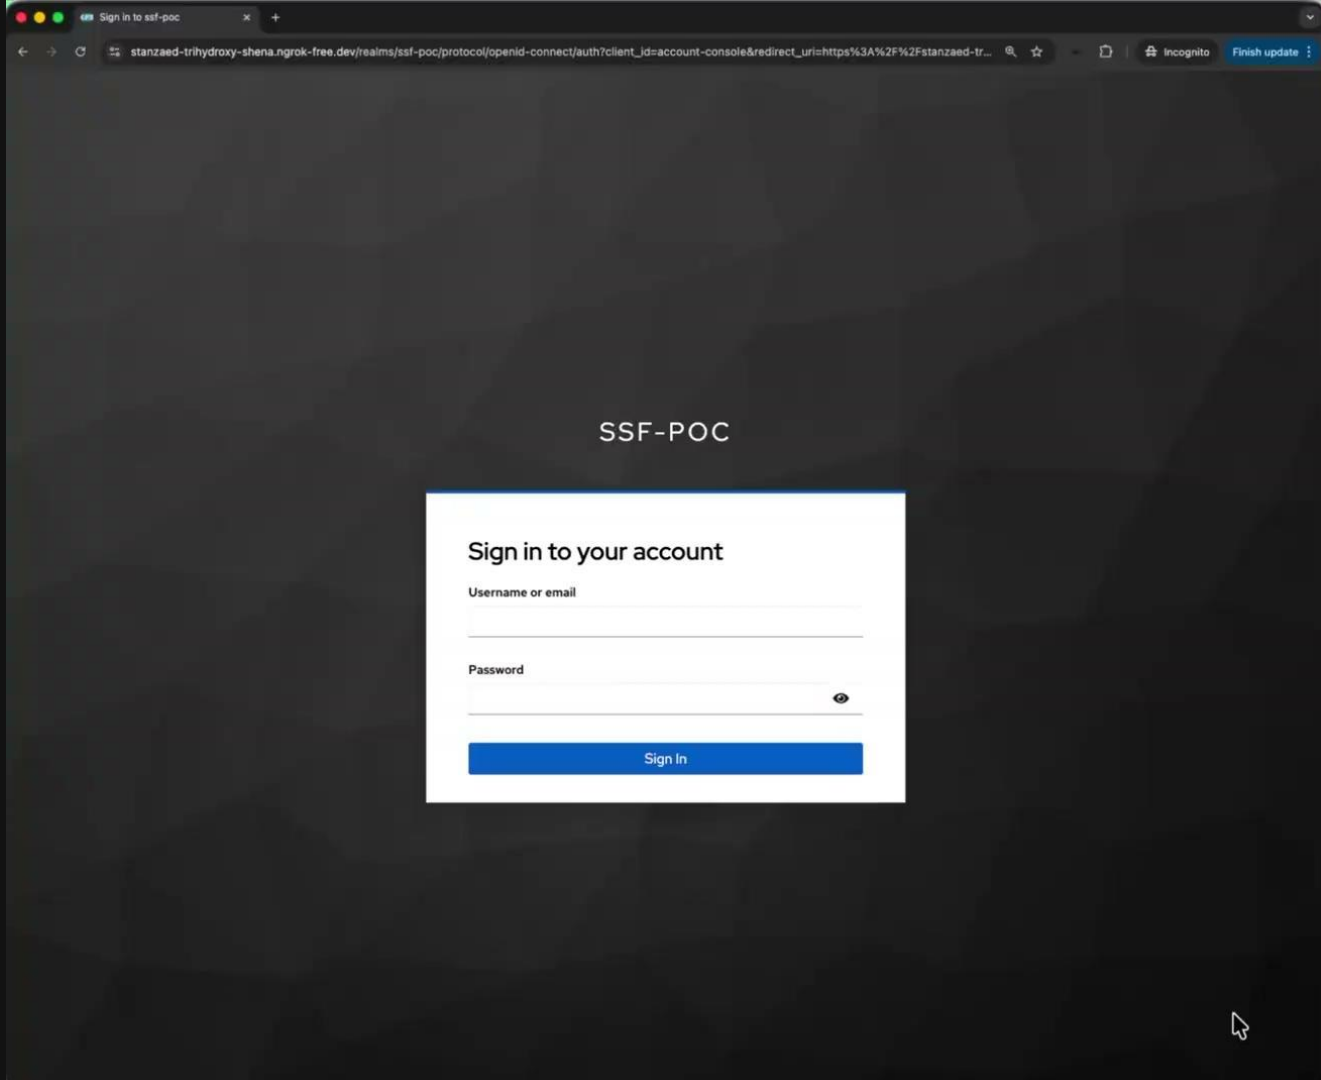 Sign in to ssf-poc
stanzaed-trihydroxy-shena.ngrok-free.dev/realms/ssf-poc/protocol/openid-connect/auth?client_id=account-console&redirect_uri=https%3A%2F%2Fstanzaed-tr...
Incognito
Finish update
SSF-POC
Sign in to your account
Username or email
Password
Sign In